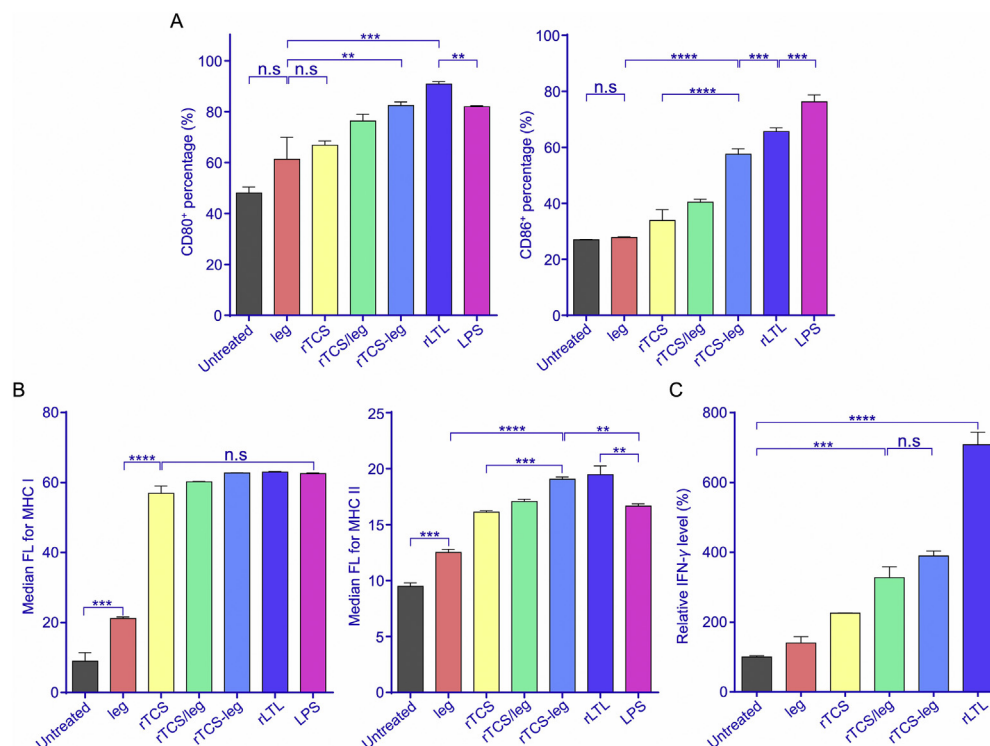 A
CD80⁺ percentage (%)
100
80
60
40
20
0
n.s
n.s
**
***
**
Untreated
leg
rTCS
rTCS/leg
rTCS-leg
rLTL
LPS
CD86⁺ percentage (%)
100
80
60
40
20
0
n.s
****
****
***
***
Untreated
leg
rTCS
rTCS/leg
rTCS-leg
rLTL
LPS
B
Median FL for MHC I
80
60
40
20
0
***
****
n.s
Untreated
leg
rTCS
rTCS/leg
rTCS-leg
rLTL
LPS
Median FL for MHC II
25
20
15
10
5
0
***
****
***
**
**
Untreated
leg
rTCS
rTCS/leg
rTCS-leg
rLTL
LPS
C
Relative IFN-γ level (%)
800
600
400
200
0
****
***
n.s
Untreated
leg
rTCS
rTCS/leg
rTCS-leg
rLTL